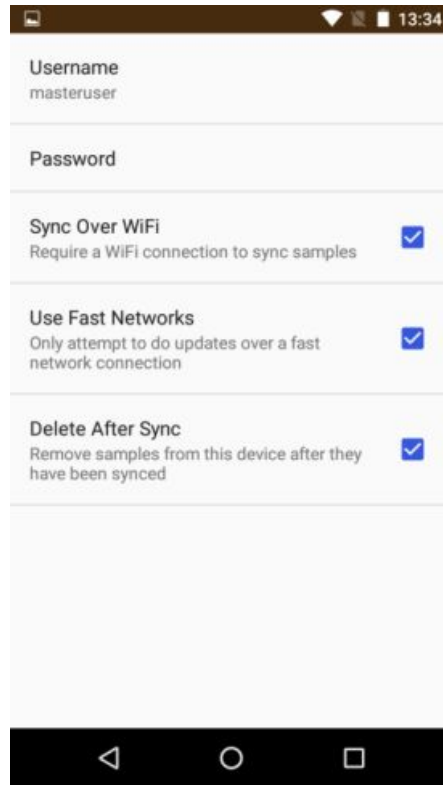 13:34
Username
masteruser
Password
Sync Over WiFi
Require a WiFi connection to sync samples
Use Fast Networks
Only attempt to do updates over a fast
network connection
Delete After Sync
Remove samples from this device after they
have been synced